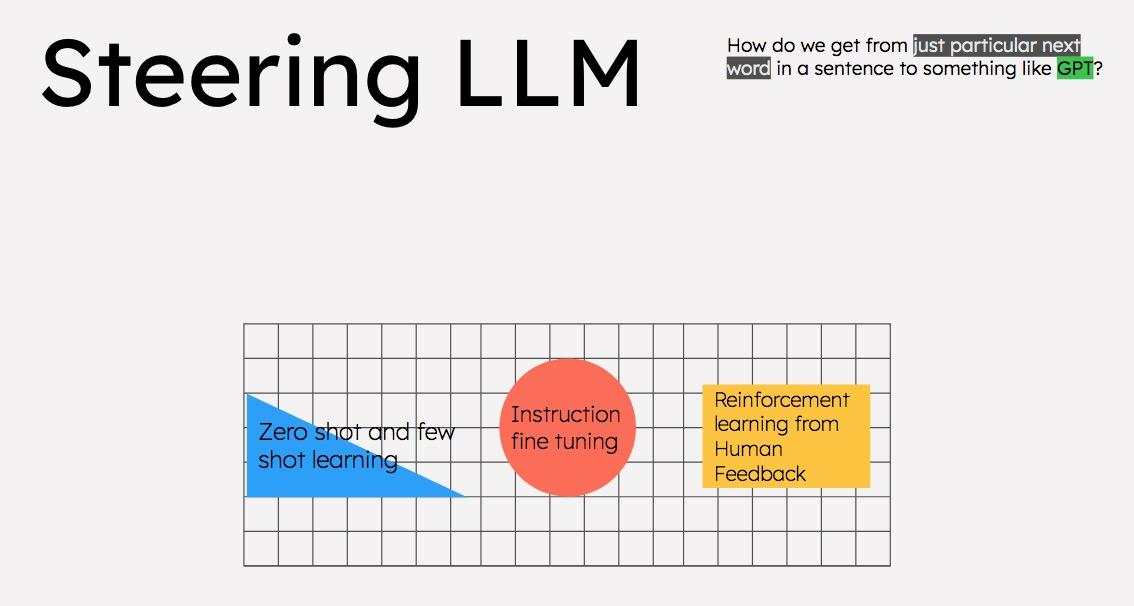 Steering LLM
How do we get from just particular next
word in a sentence to something like GPT?
Zero shot and few
shot learning
Instruction
fine tuning
Reinforcement
learning from
Human
Feedback